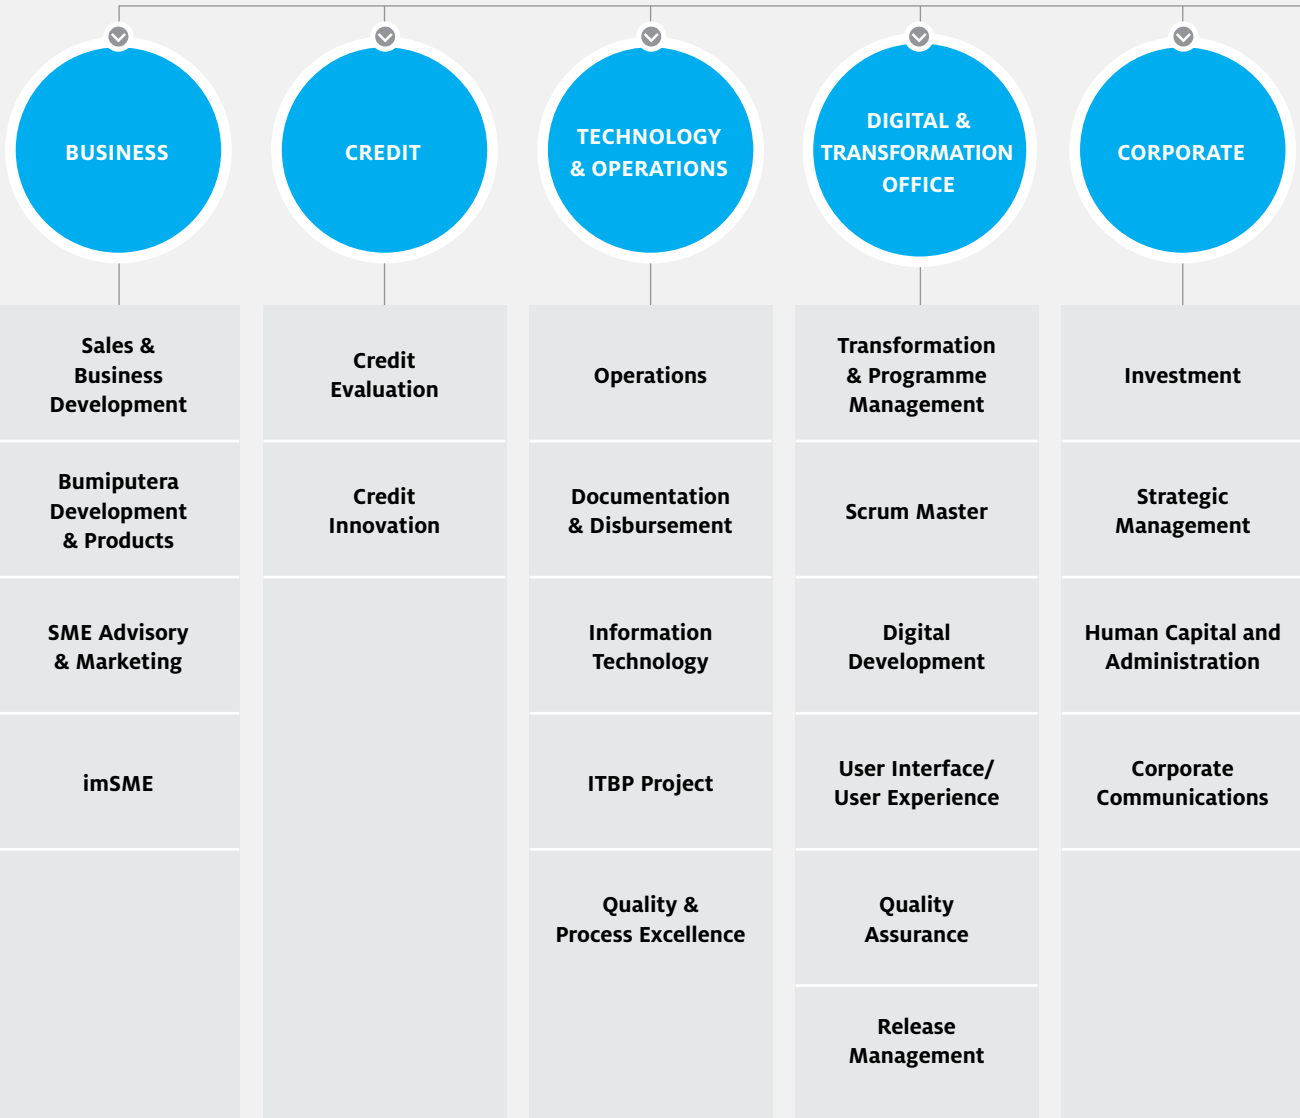 BUSINESS
CREDIT
TECHNOLOGY
& OPERATIONS
DIGITAL &
TRANSFORMATION
OFFICE
CORPORATE
Sales &
Business
Development
Bumiputera
Development
& Products
SME Advisory
& Marketing
imSME
Credit
Evaluation
Credit
Innovation
Operations
Documentation
& Disbursement
Information
Technology
ITBP Project
Quality &
Process Excellence
Transformation
& Programme
Management
Scrum Master
Digital
Development
User Interface/
User Experience
Quality
Assurance
Release
Management
Investment
Strategic
Management
Human Capital and
Administration
Corporate
Communications